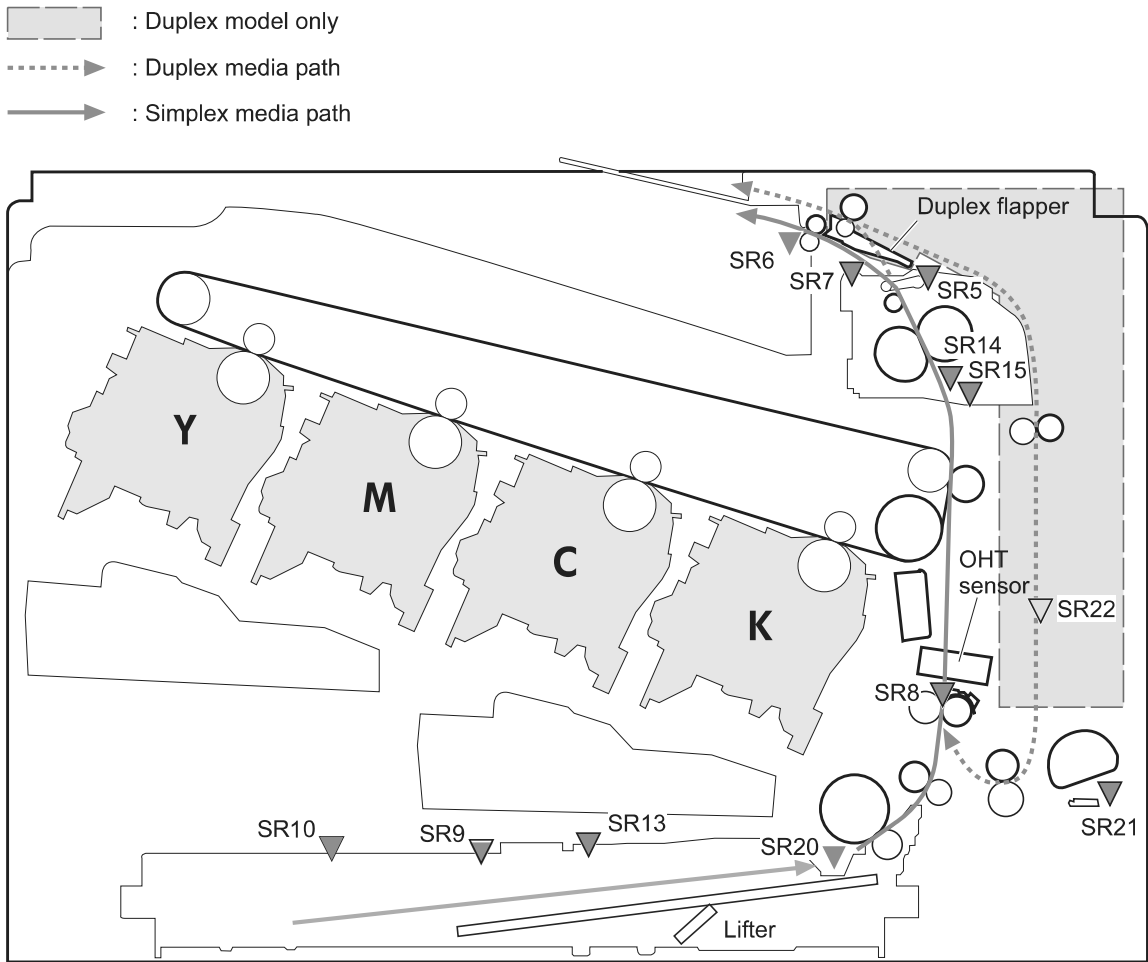 : Duplex model only
: Duplex media path
: Simplex media path
Duplex flapper
SR6
SR7
SR5
SR14
SR15
Y
M
C
K
OHT
sensor
SR22
SR8
SR10
SR9
SR13
SR20
SR21
Lifter